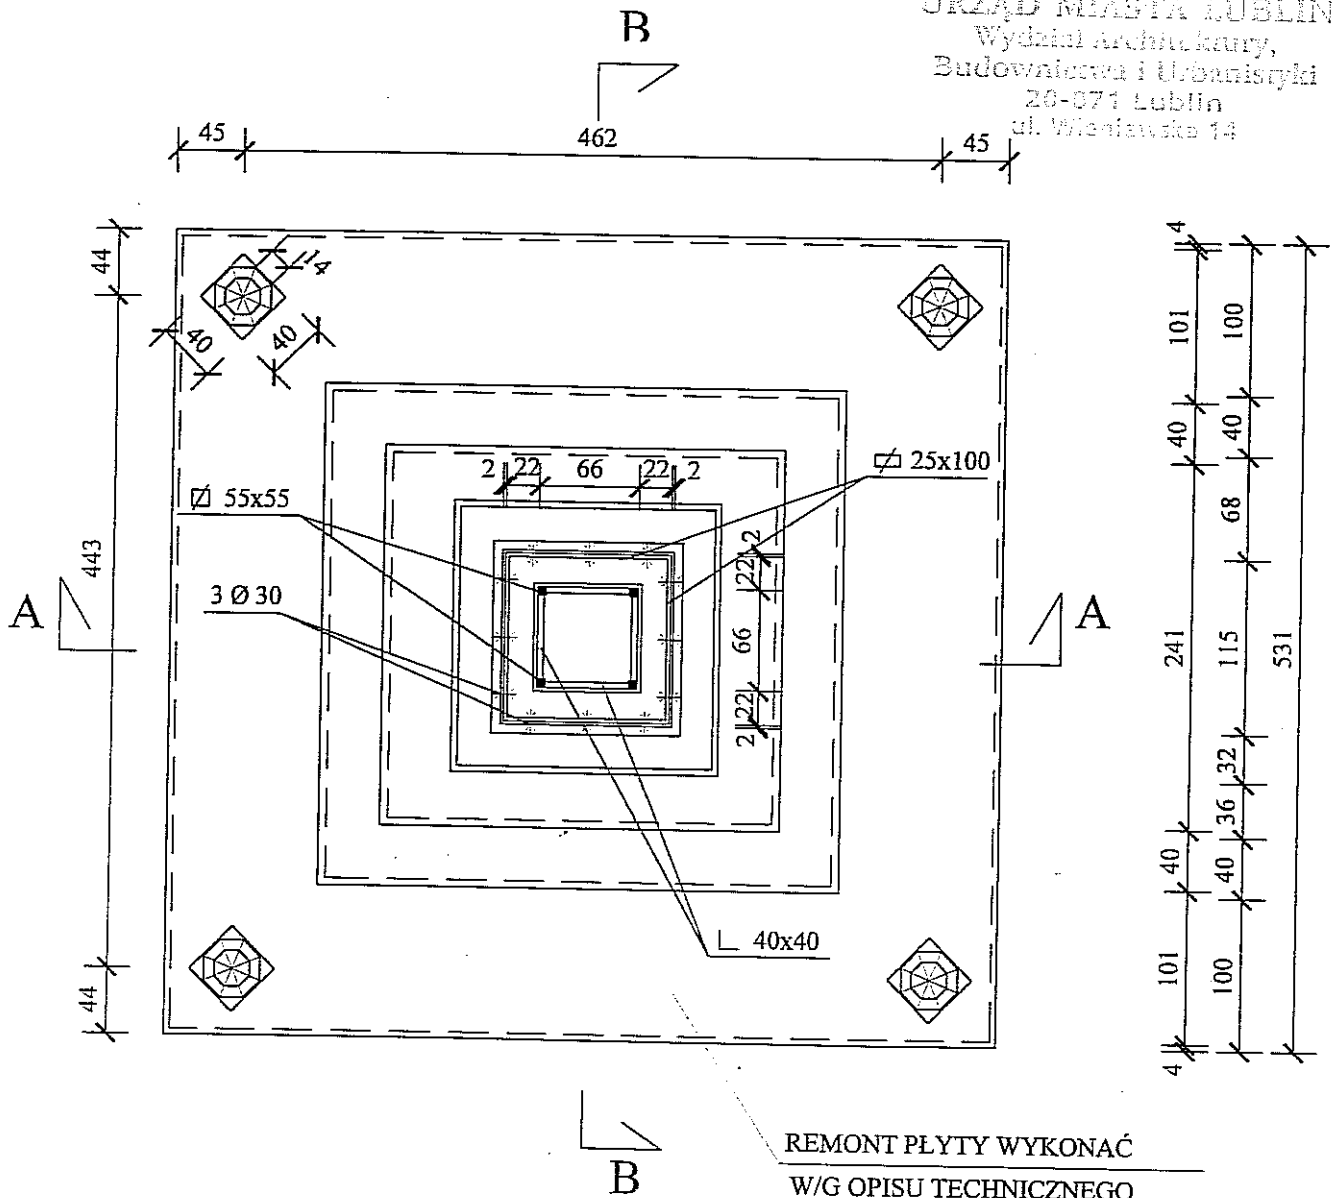 B
URZĄD MIASTA LUBLIN
Wydział Architektury,
Budownictwa i Urbanistyki
20-071 Lublin
ul. Wieniawska 14
45
462
45
44
14
40
40
4
101
100
40
40
2 22 66 22 2
25x100
55x55
68
443
2
22
3 Ø 30
A
A
66
241
115
531
22
2
32
36
40
40
40x40
101
100
44
4
REMONT PŁYTY WYKONAĆ
B
W/G OPISU TECHNICZNEGO